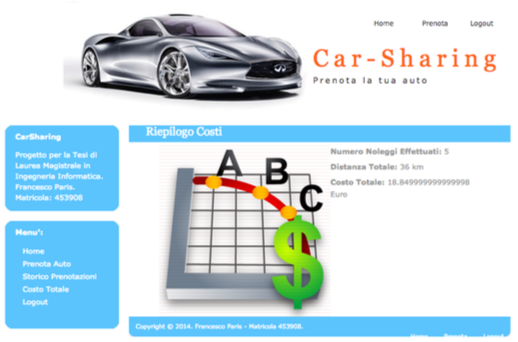 Home Prenota Logout
Car-Sharing
Prenota la tua auto
CarSharing
Progetto per la Tesi di
Laurea Magistrale in
Ingegneria Informatica.
Francesco Paris.
Matricola: 453908
Menu':
Home
Prenota Auto
Storico Prenotazioni
Costo Totale
Logout
Riepilogo Costi
A
B
C
$
Numero Noleggi Effettuati: 5
Distanza Totale: 36 km
Costo Totale: 18.849999999999998
Euro
Copyright © 2014. Francesco Paris - Matricola 453908.
Home Prenota Logout